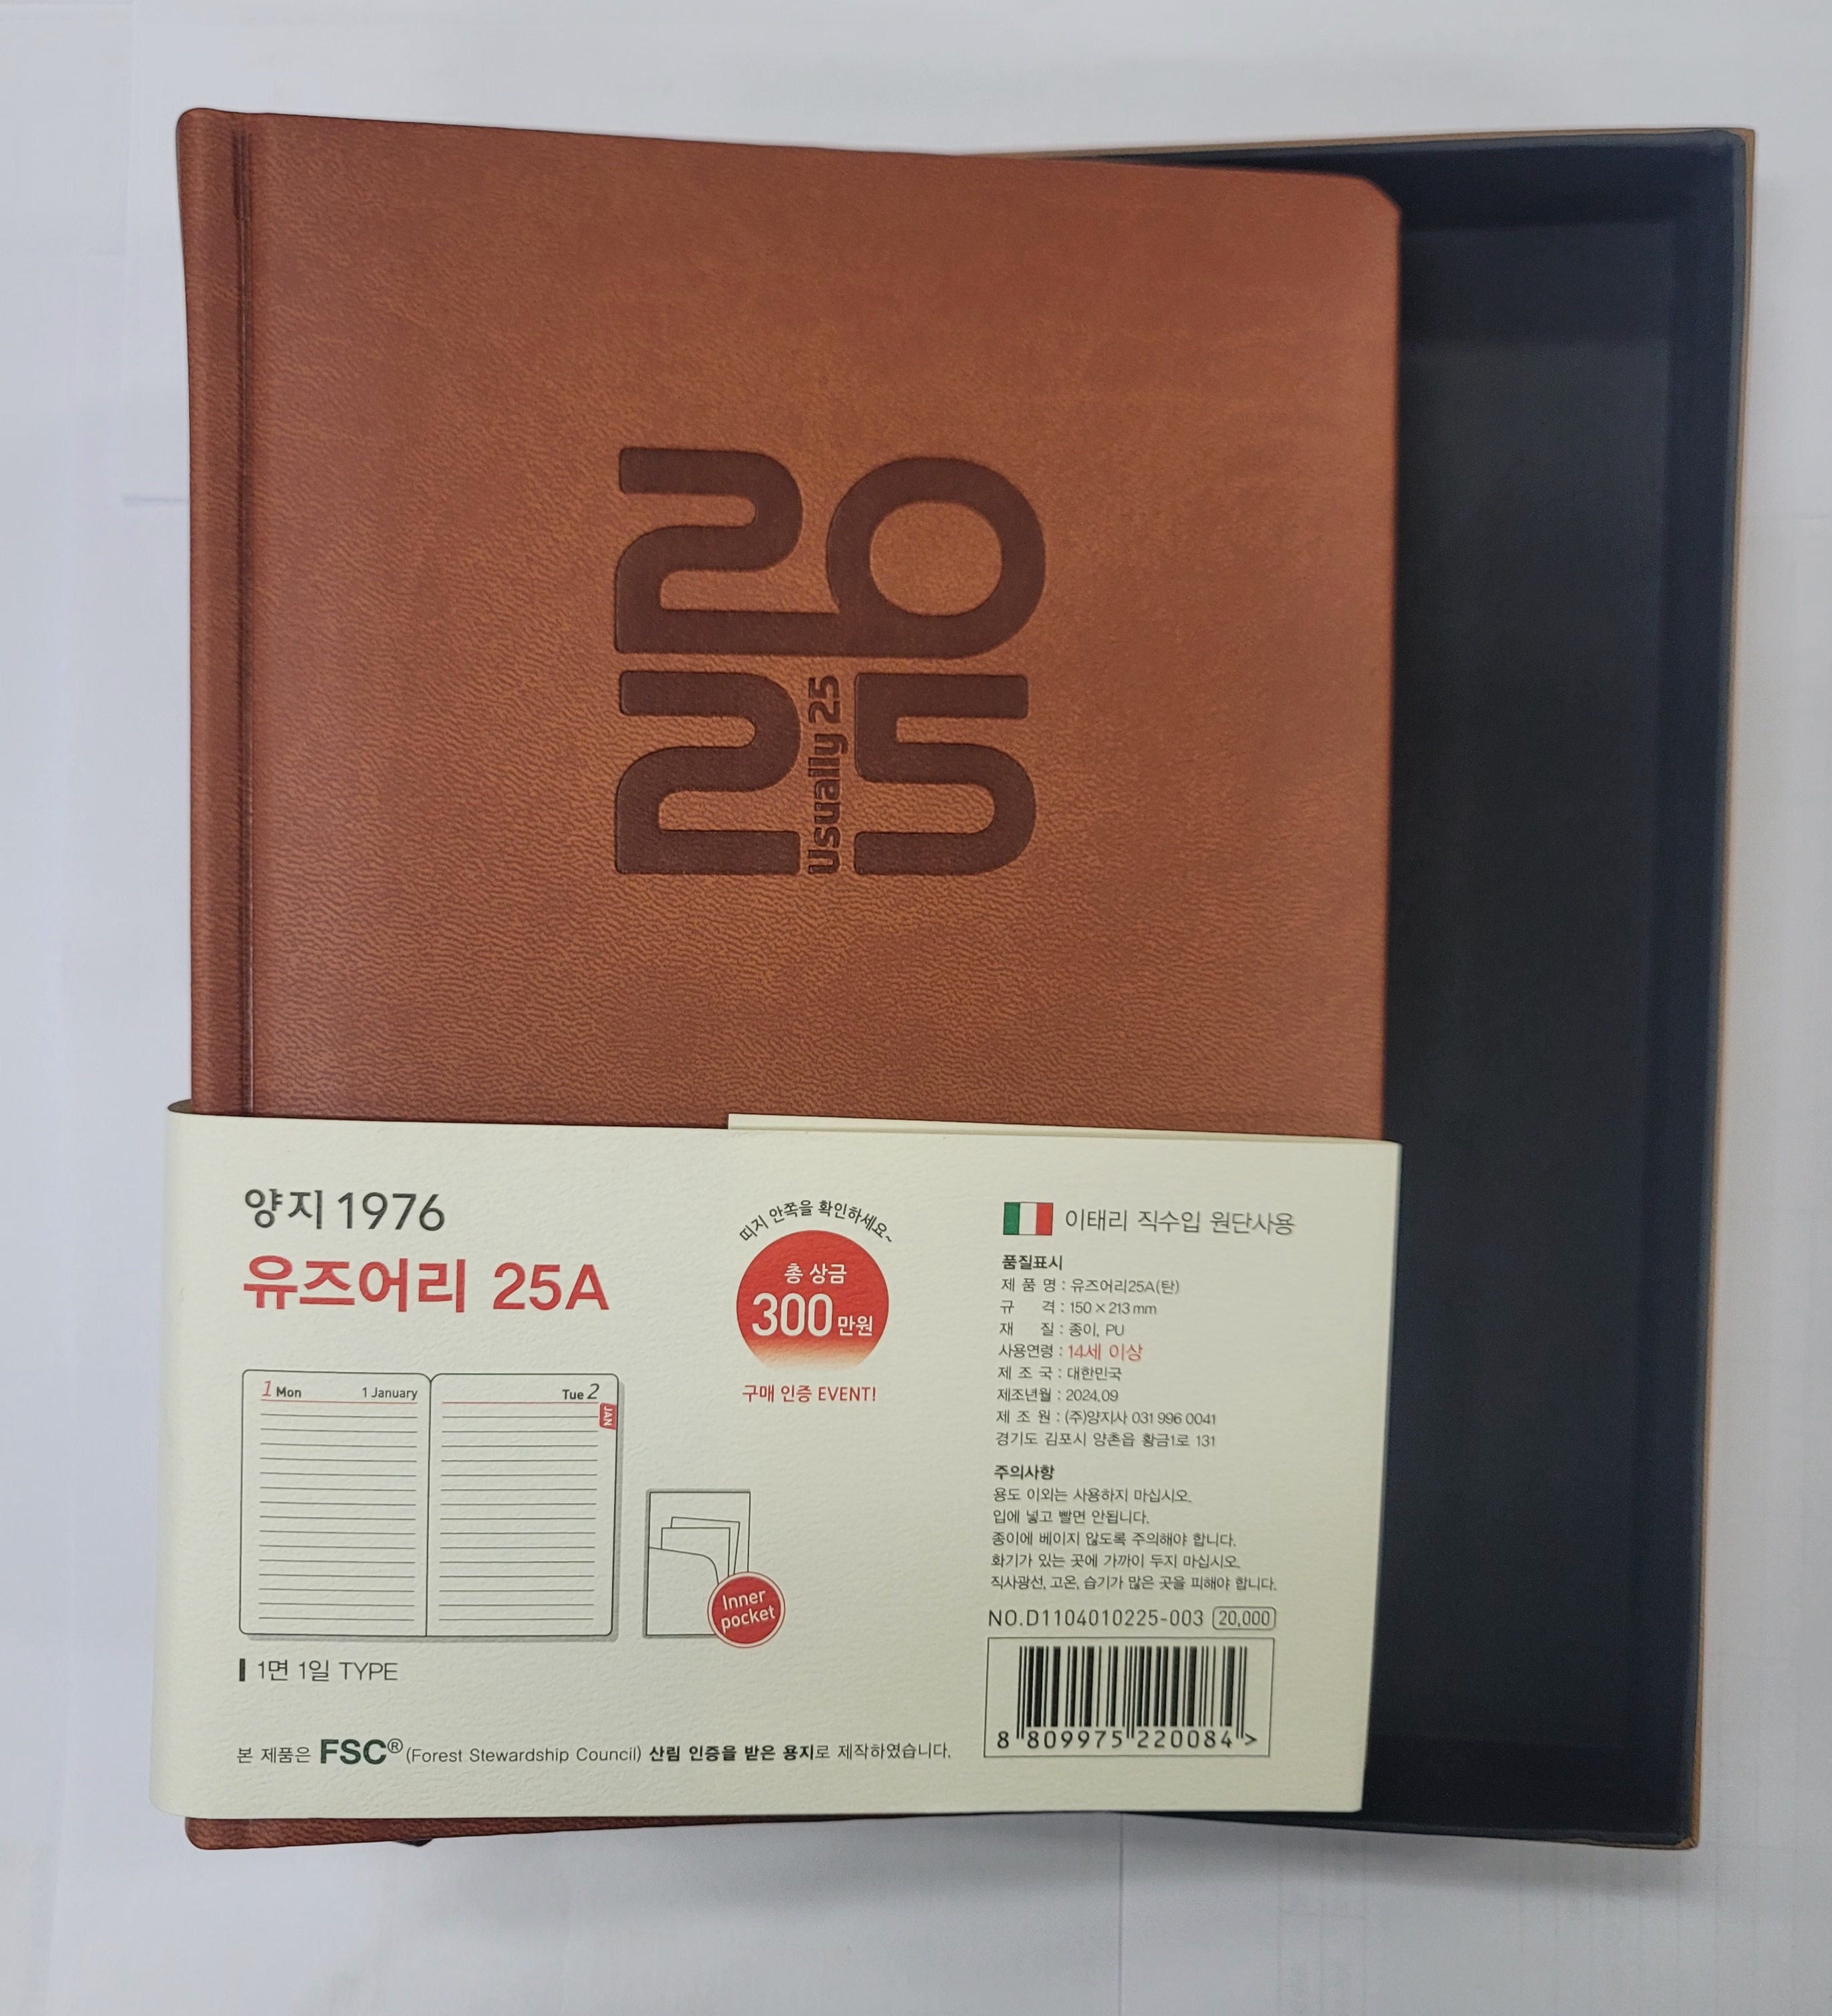 20
25
Usually 25
양지 1976
유즈어리 25A
1 Mon 1 January
Tue 2
JAN
Inner
pocket
1면 1일 TYPE
본 제품은 FSC® (Forest Stewardship Council) 산림 인증을 받은 용지로 제작하였습니다.
띠지 안쪽을 확인하세요~
총 상금
300만원
구매 인증 EVENT!
이태리 직수입 원단사용
품질표시
제 품 명 : 유즈어리25A(탄)
규 격 : 150×213mm
재 질 : 종이, PU
사용연령 : 14세 이상
제 조 국 : 대한민국
제조년월 : 2024.09
제 조 원 : (주)양지사 031 996 0041
경기도 김포시 양촌읍 황금1로 131
주의사항
용도 이외는 사용하지 마십시오.
입에 넣고 빨면 안됩니다.
종이에 베이지 않도록 주의해야 합니다.
화기가 있는 곳에 가까이 두지 마십시오.
직사광선, 고온, 습기가 많은 곳을 피해야 합니다.
NO.D1104010225-003 20,000
8 809975 220084 >